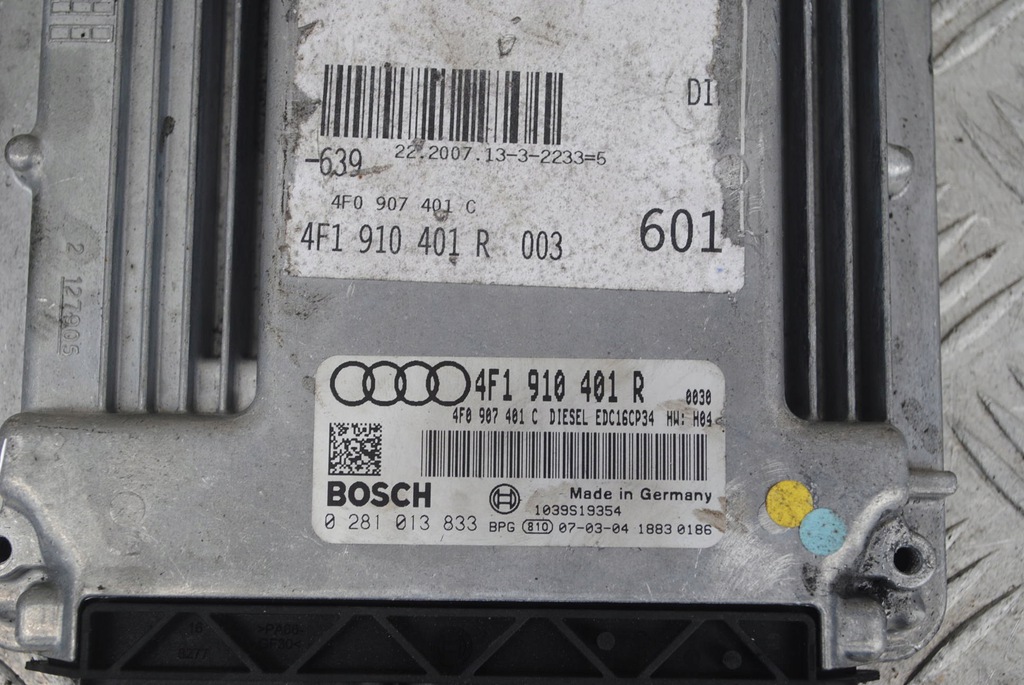 DI
22.2007.13-3-2233=5
-639
4F0 907 401 C
4F1 910 401 R 003
601
2 127906
4F1 910 401 R 0030
4F0 907 401 C DIESEL EDC16CP34 HW: H04
BOSCH
Made in Germany
1039S19354
0 281 013 833 BPG 810 07-03-04 1883 0186